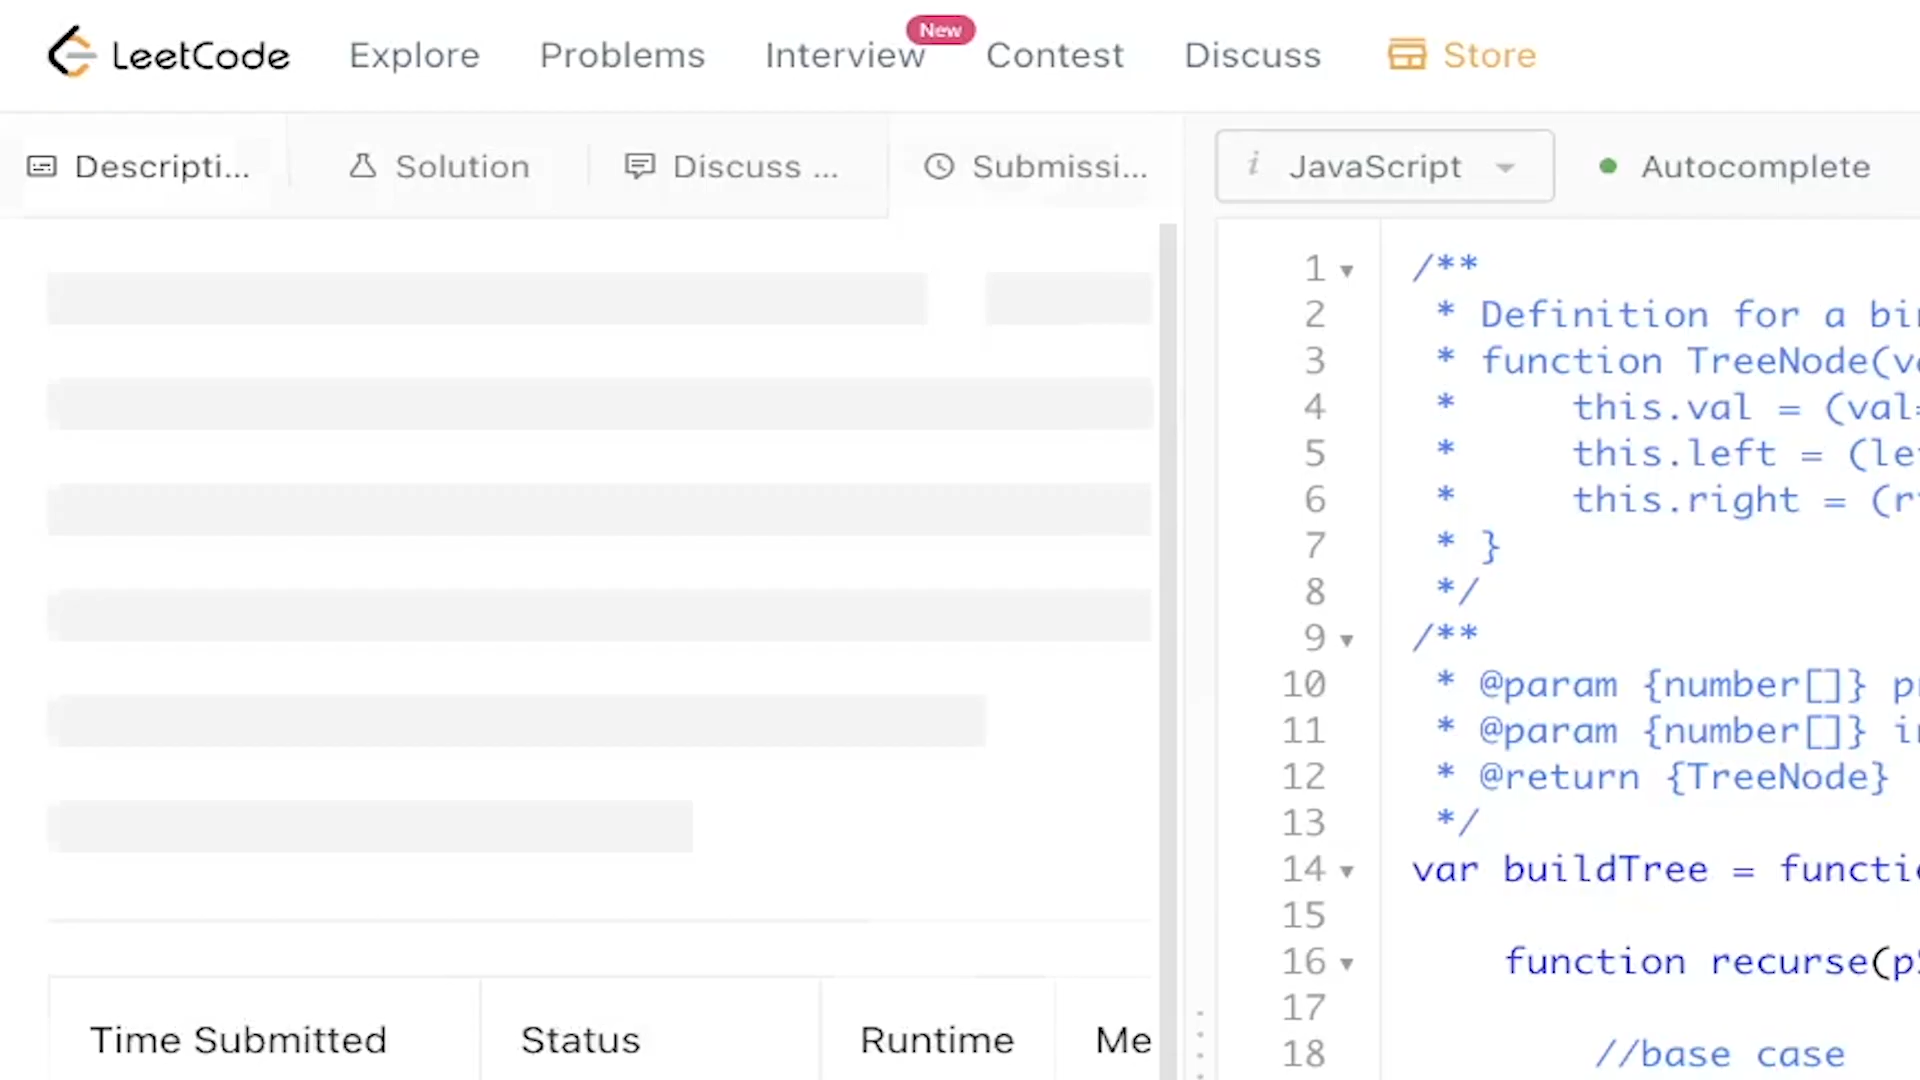 LeetCode Explore Problems Interview New Contest Discuss Store
Descripti... Solution Discuss ... Submissi...
i JavaScript Autocomplete
1 /**
2 * Definition for a bi
3 * function TreeNode(v
4 * this.val = (val=
5 * this.left = (le
6 * this.right = (r
7 * }
8 */
9 /**
10 * @param {number[]} p
11 * @param {number[]} i
12 * @return {TreeNode}
13 */
14 var buildTree = functi
15
16 function recurse(p
17
18 //base case
Time Submitted Status Runtime Me